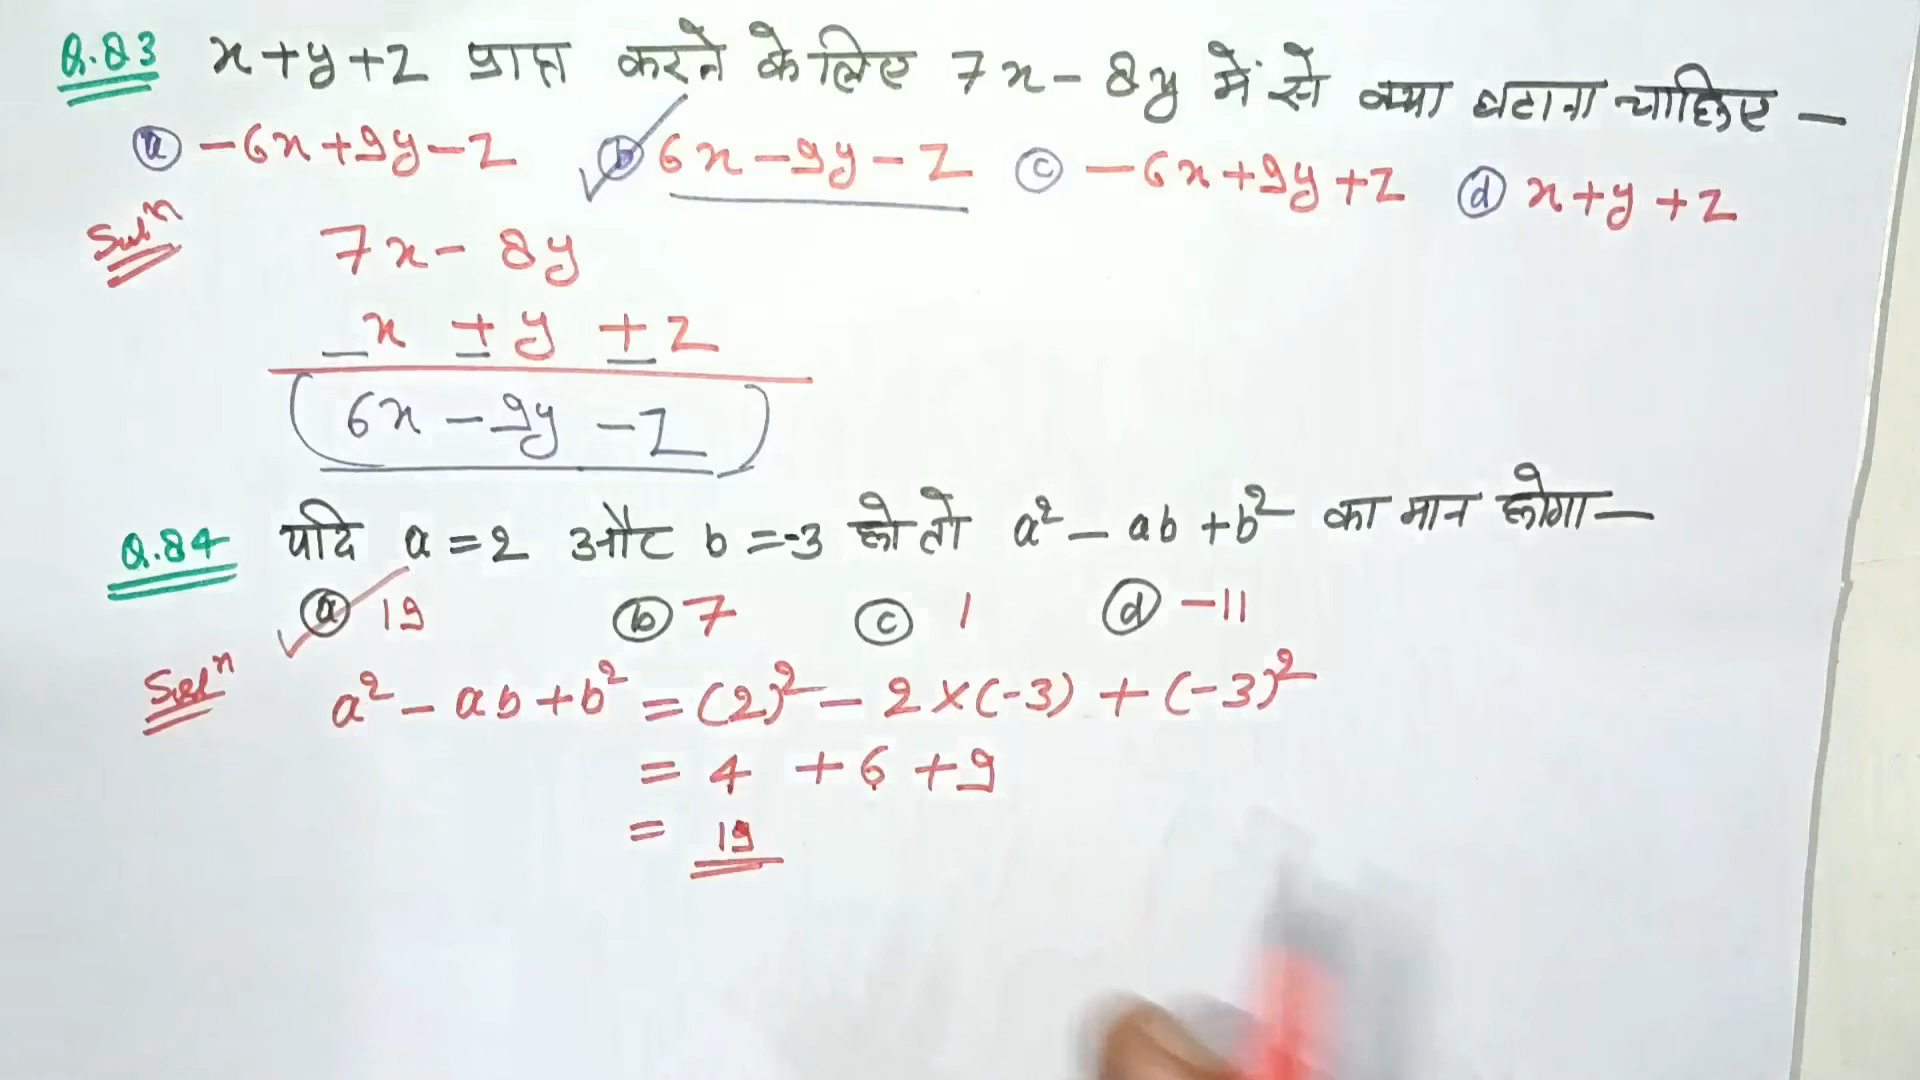 Q.83 x+y+z प्राप्त करने के लिए 7x - 8y में से क्या घटाना चाहिए —
(a) -6x+9y-z (b) 6x-9y-z (c) -6x+9y+z (d) x+y+z
Solⁿ 7x - 8y
x + y + z
6x - 9y - z
Q.84 यदि a=2 और b=-3 हो तो a² - ab + b² का मान होगा —
(a) 19 (b) 7 (c) 1 (d) -11
Solⁿ a² - ab + b² = (2)² - 2×(-3) + (-3)²
= 4 + 6 + 9
= 19